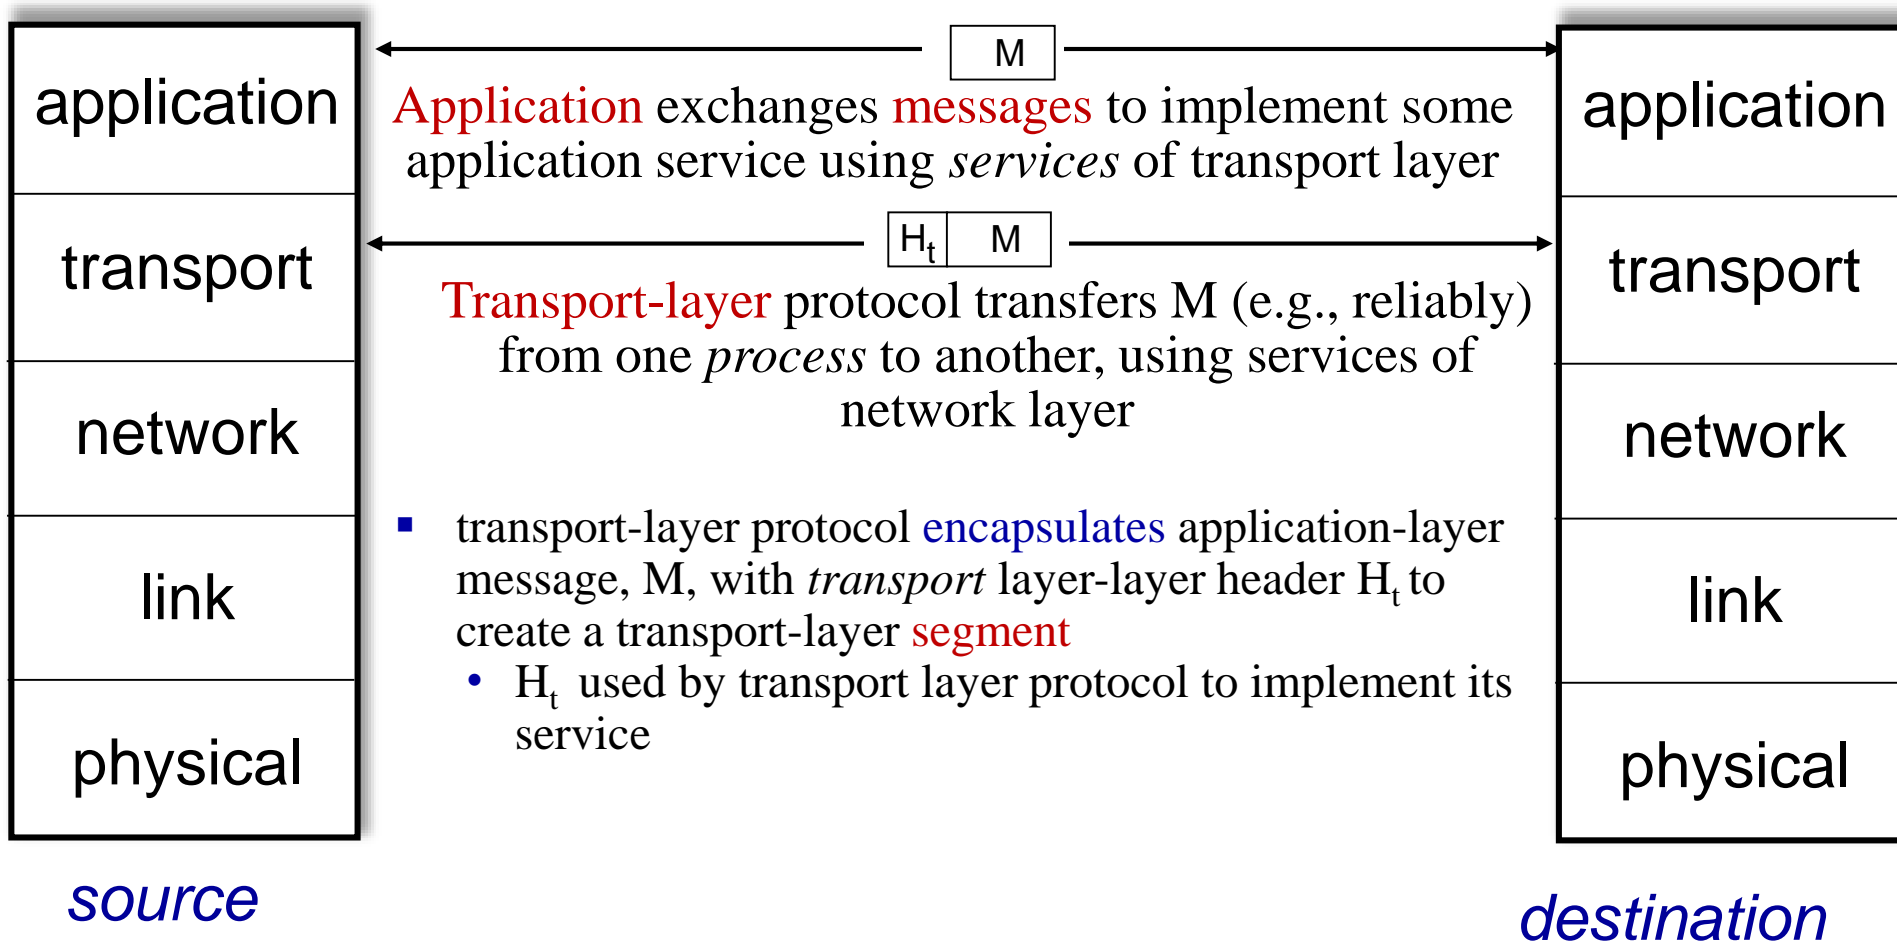 M
Application exchanges messages to implement some
application service using services of transport layer
Ht M
Transport-layer protocol transfers M (e.g., reliably)
from one process to another, using services of
network layer
▪ transport-layer protocol encapsulates application-layer
message, M, with transport layer-layer header Ht to
create a transport-layer segment
• Ht used by transport layer protocol to implement its
service
application
transport
network
link
physical
source
application
transport
network
link
physical
destination